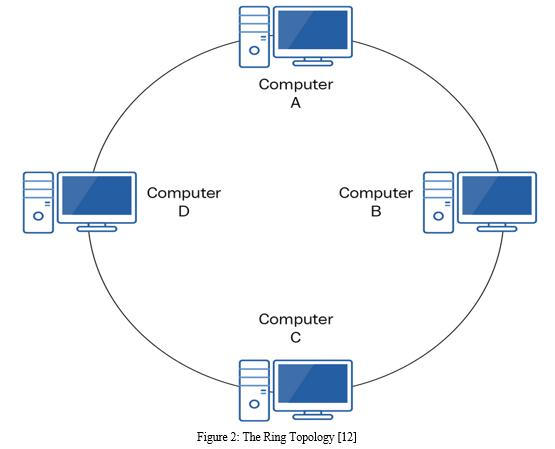 Computer
A
Computer
D
Computer
B
Computer
C
Figure 2: The Ring Topology [12]